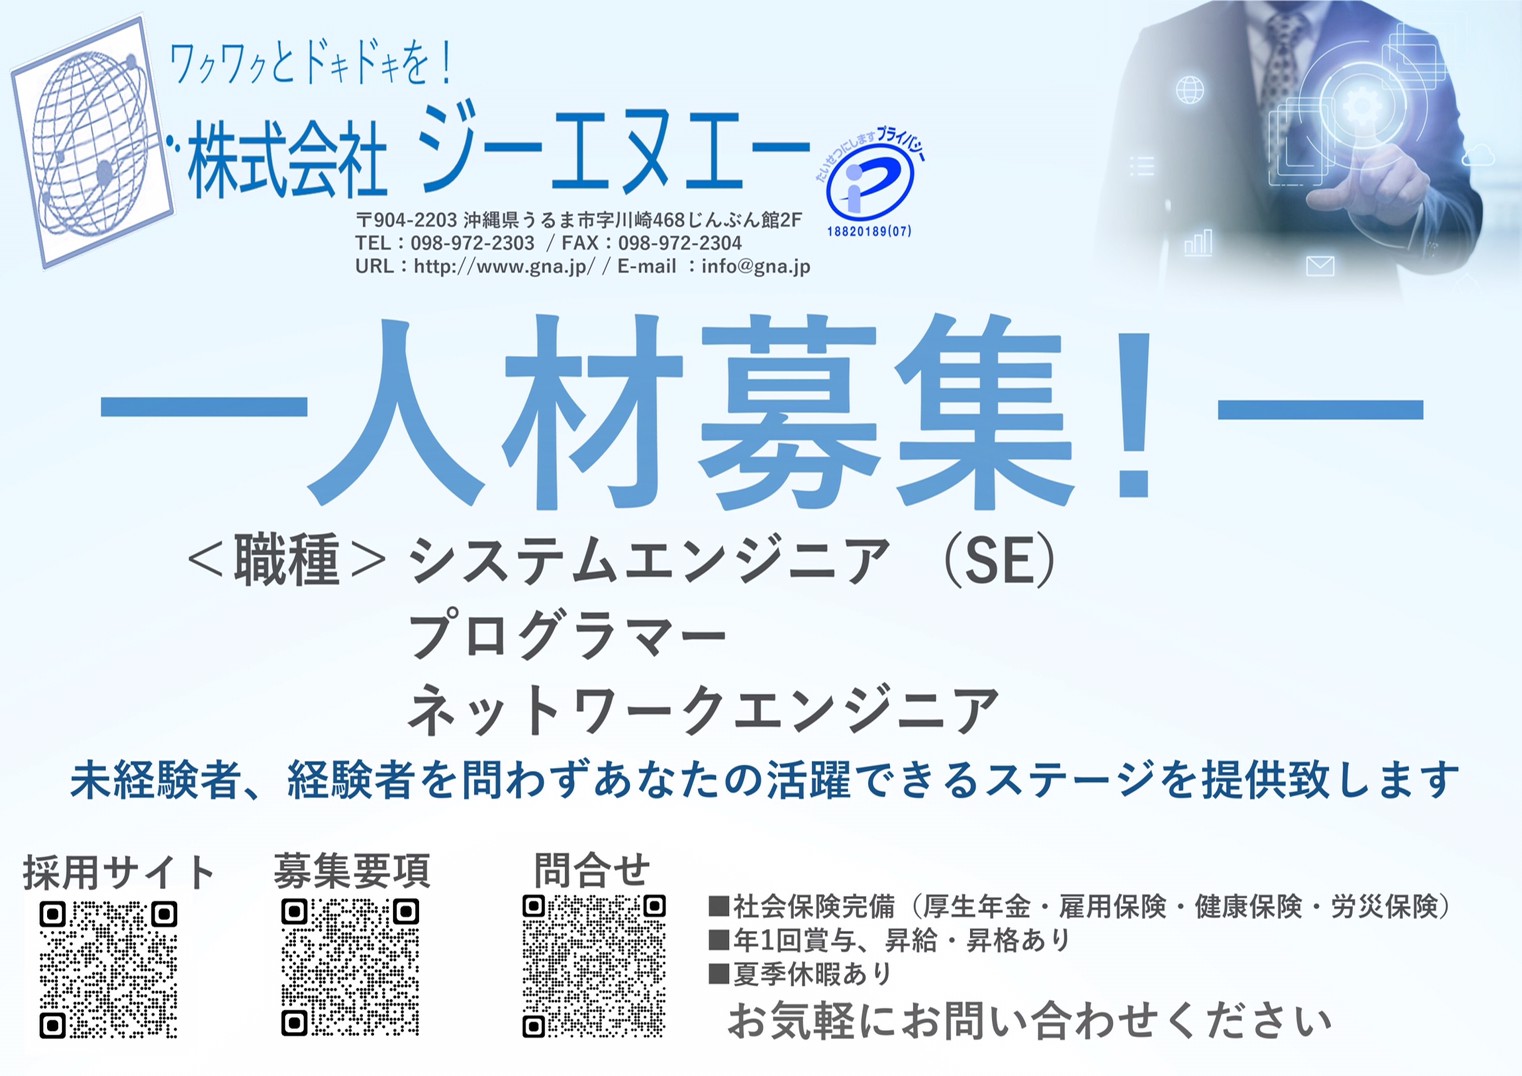 ワクワクとドキドキを！
株式会社 ジーエヌエー
たいせつにしますプライバシー
18820189(07)
〒904-2203 沖縄県うるま市字川崎468じんぶん館2F
TEL：098-972-2303 / FAX：098-972-2304
URL：http://www.gna.jp/ / E-mail ：info@gna.jp
人材募集！
＜職種＞ システムエンジニア （SE）
プログラマー
ネットワークエンジニア
未経験者、経験者を問わずあなたの活躍できるステージを提供致します
採用サイト
募集要項
問合せ
■社会保険完備（厚生年金・雇用保険・健康保険・労災保険）
■年1回賞与、昇給・昇格あり
■夏季休暇あり
お気軽にお問い合わせください